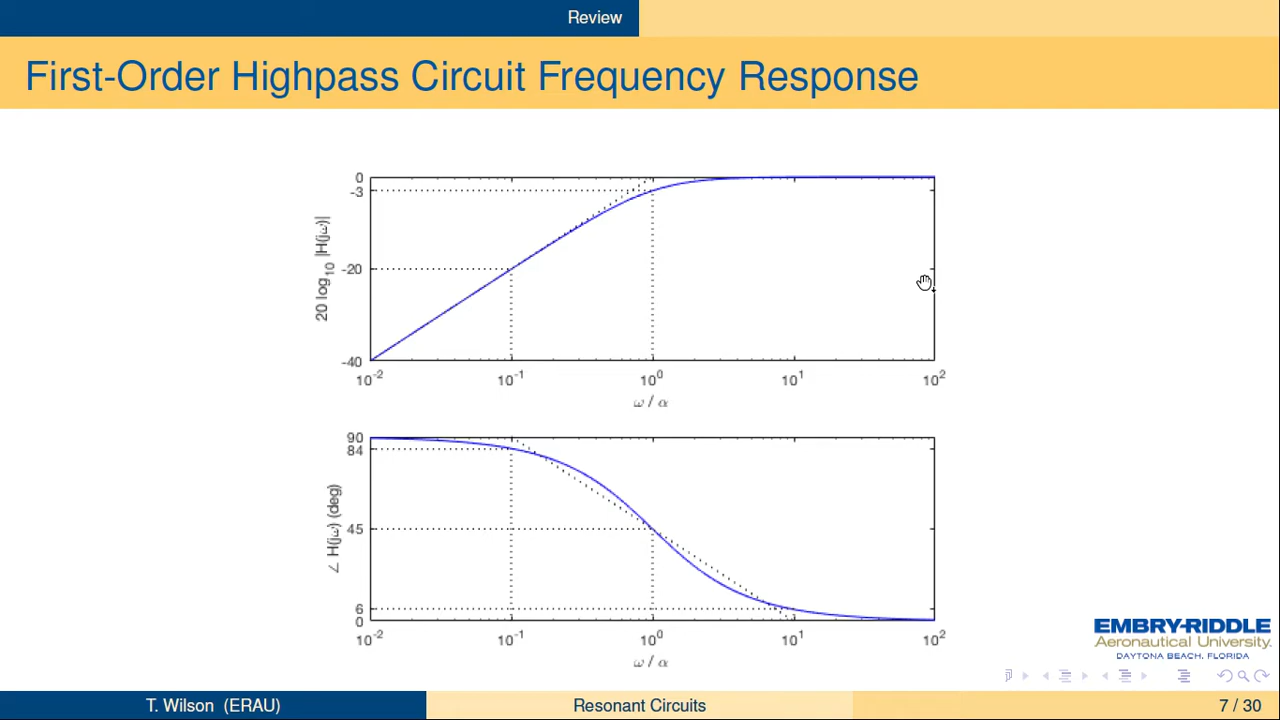 Review
First-Order Highpass Circuit Frequency Response
20 log₁₀ |H(jω)|
0
-3
-20
-40
10⁻² 10⁻¹ 10⁰ 10¹ 10²
ω / α
∠ H(jω) (deg)
90
84
45
6
0
10⁻² 10⁻¹ 10⁰ 10¹ 10²
ω / α
EMBRY-RIDDLE
Aeronautical University.
DAYTONA BEACH, FLORIDA
T. Wilson (ERAU) Resonant Circuits 7 / 30